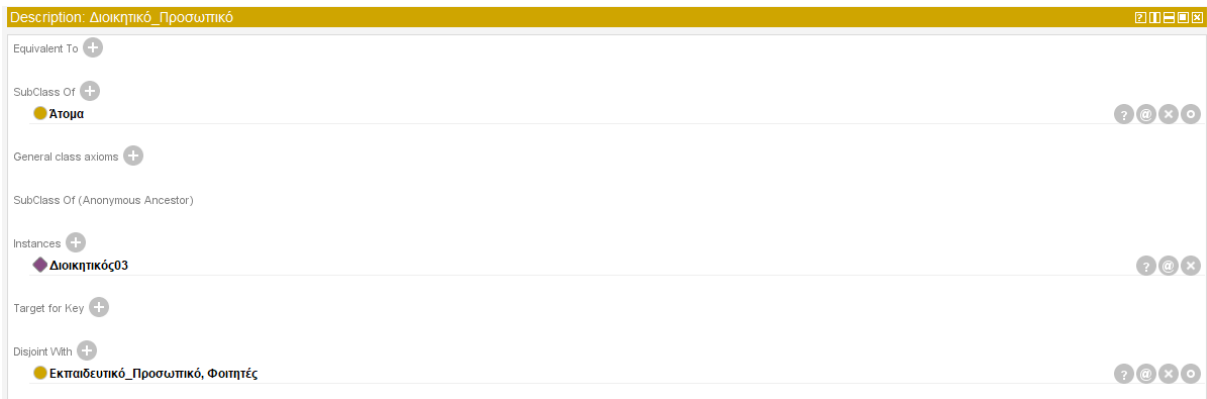 Description: Διοικητικό_Προσωπικό
Equivalent To
SubClass Of
Άτομα
General class axioms
SubClass Of (Anonymous Ancestor)
Instances
Διοικητικός03
Target for Key
Disjoint With
Εκπαιδευτικό_Προσωπικό, Φοιτητές